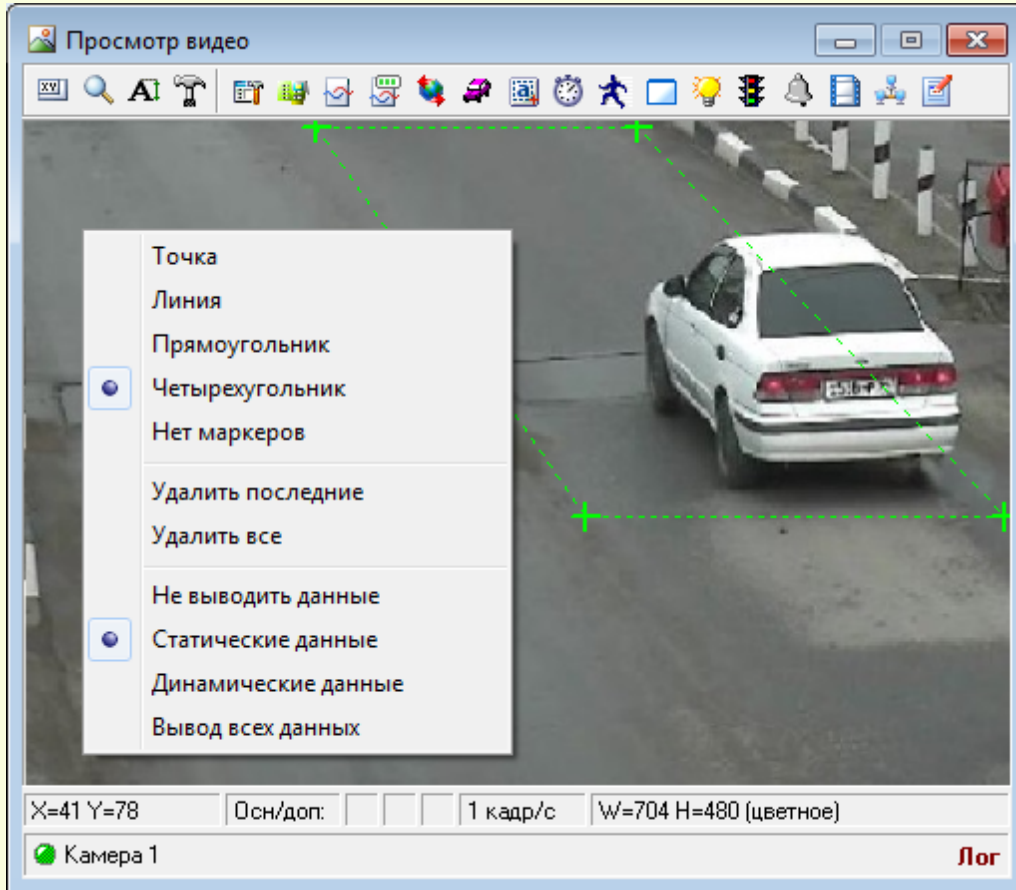 Просмотр видео
Точка
Линия
Прямоугольник
Четырехугольник
Нет маркеров
Удалить последние
Удалить все
Не выводить данные
Статические данные
Динамические данные
Вывод всех данных
X=41 Y=78 Осн/доп: 1 кадр/с W=704 H=480 (цветное)
Камера 1 Лог